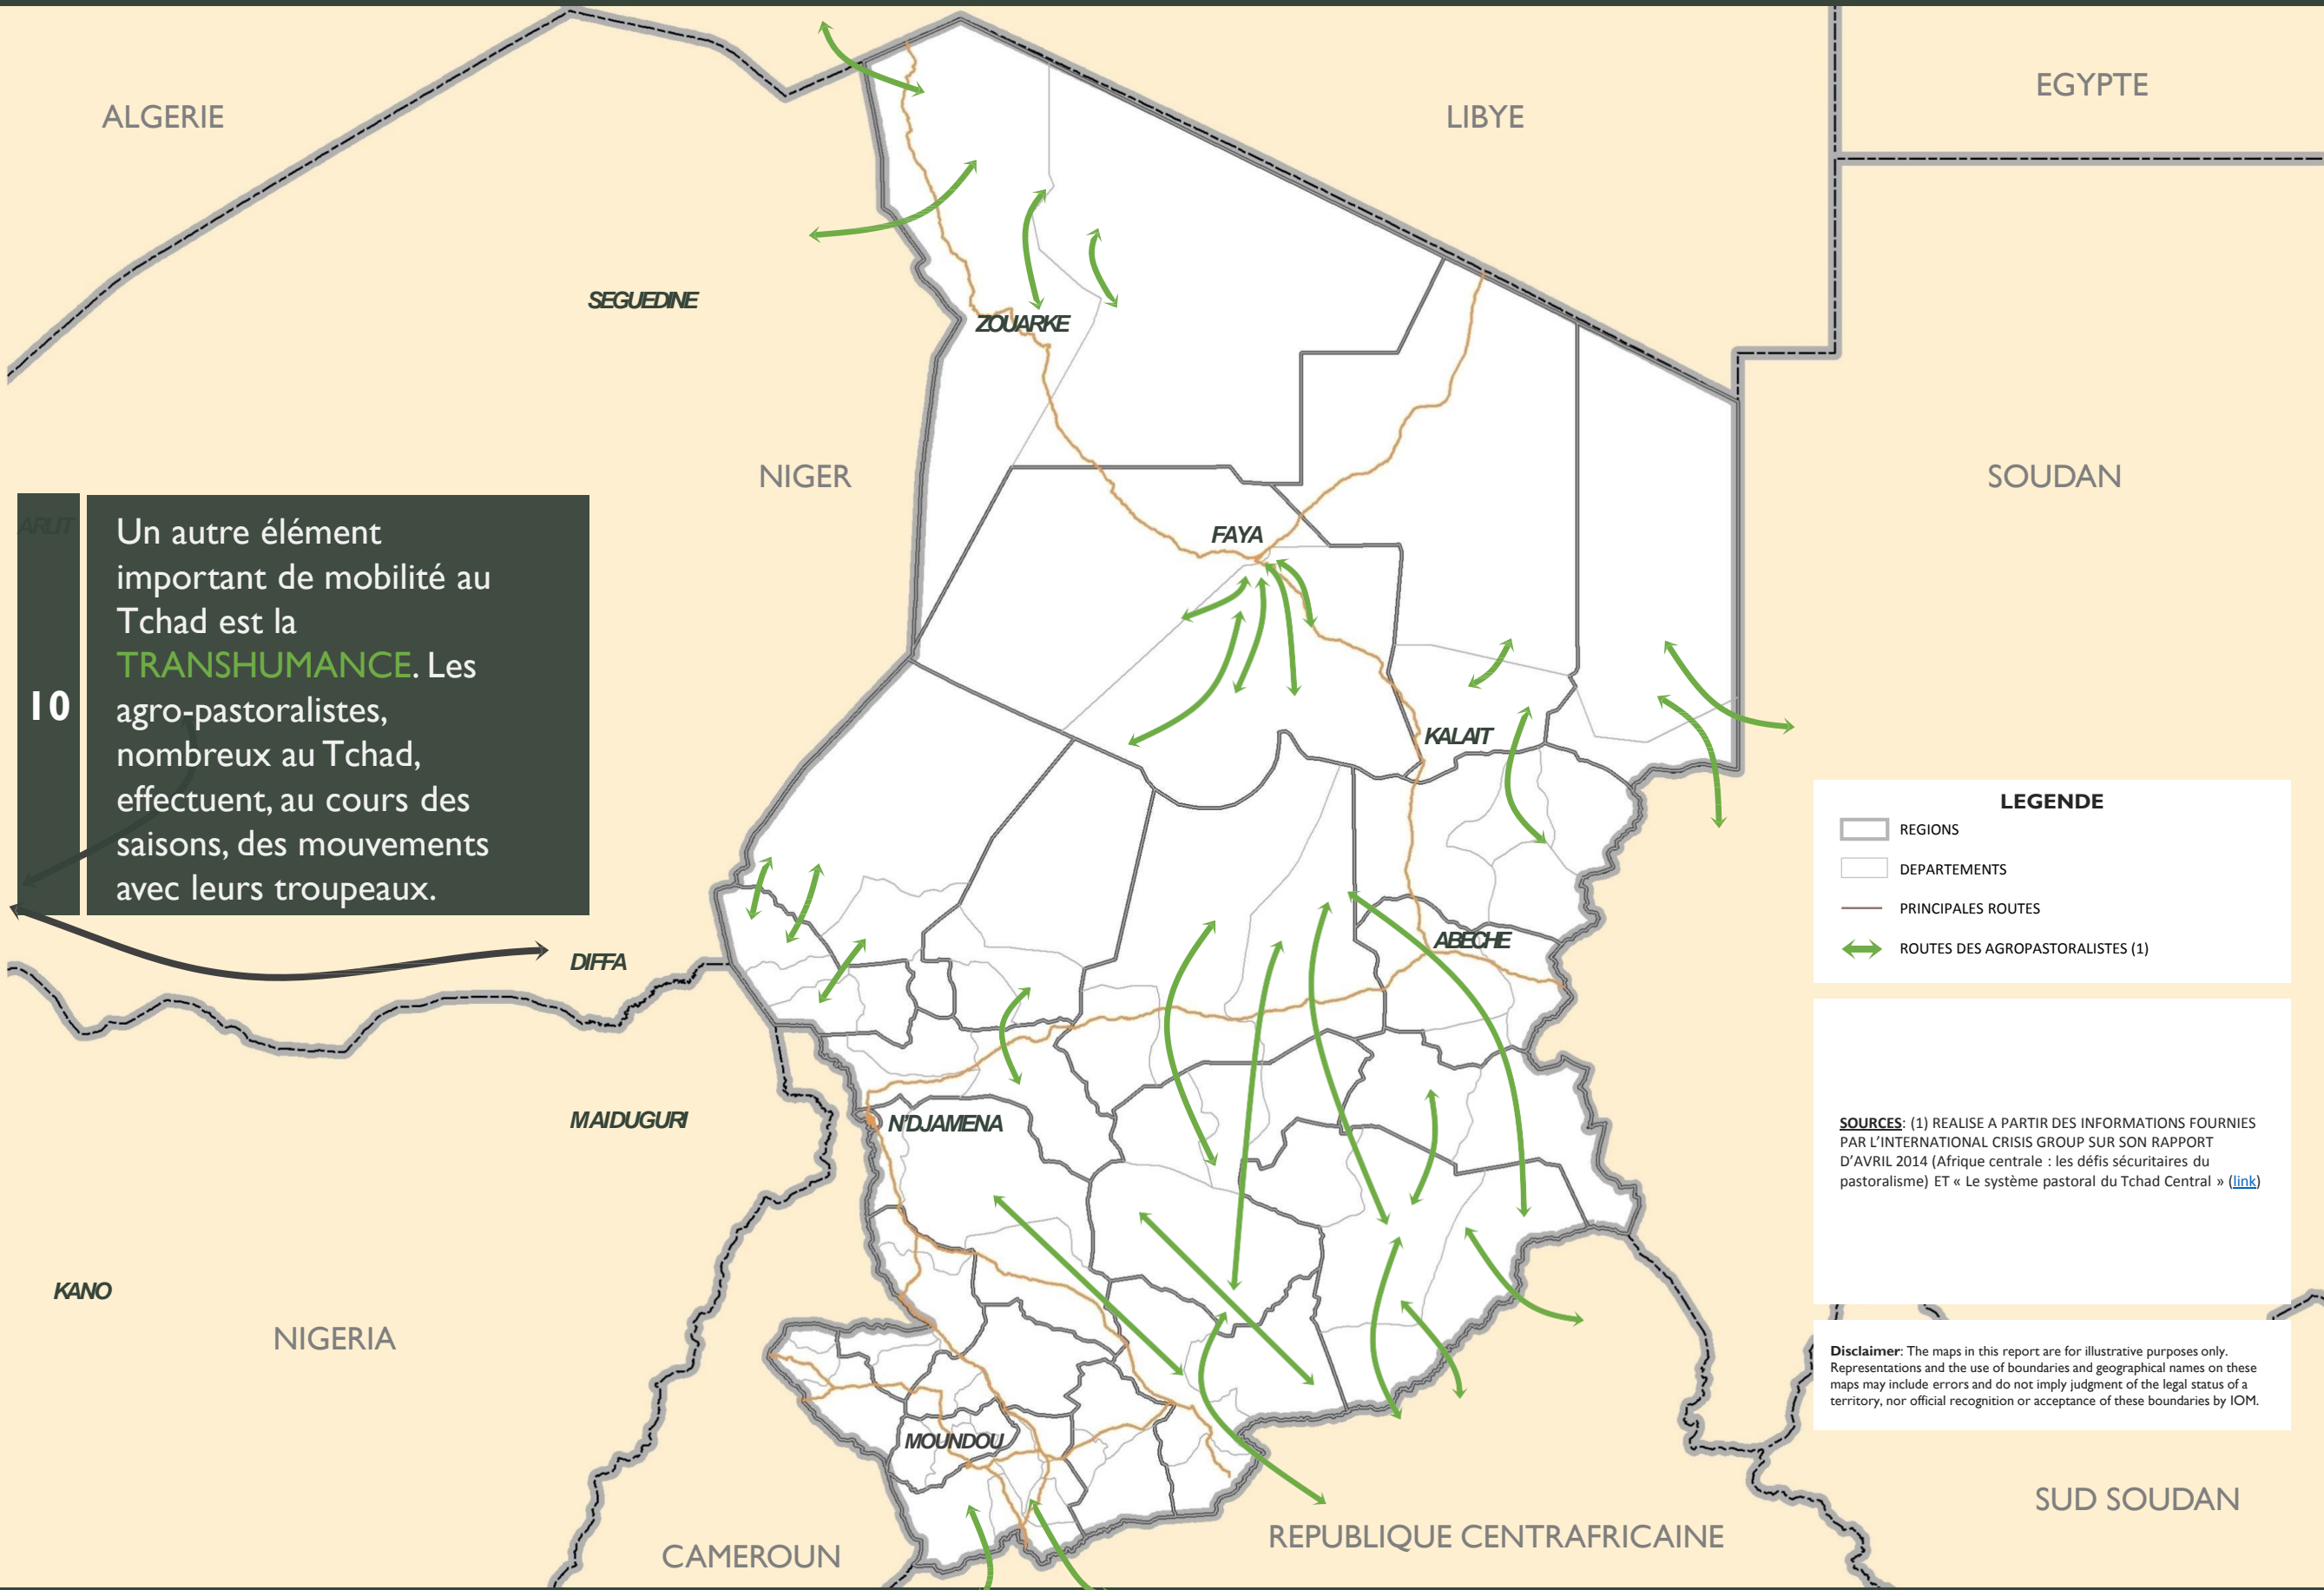 ALGERIE
LIBYE
EGYPTE
SEGUEDINE
ZOUARKE
NIGER
SOUDAN
ARLIT
FAYA
10
Un autre élément
important de mobilité au
Tchad est la
TRANSHUMANCE. Les
agro-pastoralistes,
nombreux au Tchad,
effectuent, au cours des
saisons, des mouvements
avec leurs troupeaux.
KALAIT
LEGENDE
REGIONS
DEPARTEMENTS
PRINCIPALES ROUTES
ROUTES DES AGROPASTORALISTES (1)
ABECHE
DIFFA
MAIDUGURI
N'DJAMENA
SOURCES: (1) REALISE A PARTIR DES INFORMATIONS FOURNIES
PAR L'INTERNATIONAL CRISIS GROUP SUR SON RAPPORT
D'AVRIL 2014 (Afrique centrale : les défis sécuritaires du
pastoralisme) ET « Le système pastoral du Tchad Central » (link)
KANO
NIGERIA
Disclaimer: The maps in this report are for illustrative purposes only.
Representations and the use of boundaries and geographical names on these
maps may include errors and do not imply judgment of the legal status of a
territory, nor official recognition or acceptance of these boundaries by IOM.
MOUNDOU
SUD SOUDAN
REPUBLIQUE CENTRAFRICAINE
CAMEROUN